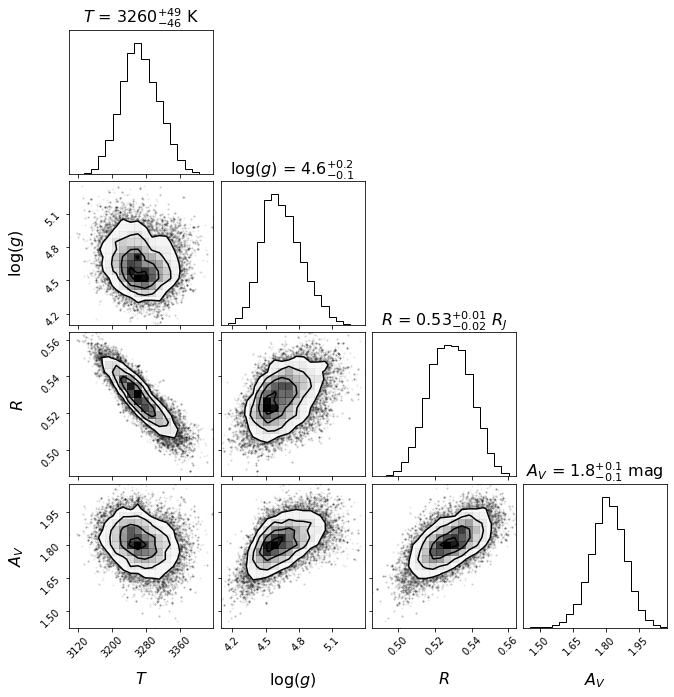 T = 3260+49−46 K
log(g) = 4.6+0.2−0.1
5.1
4.8
4.5
4.2
log(g)
R = 0.53+0.01−0.02 RJ
0.56
0.54
0.52
0.50
R
AV = 1.8+0.1−0.1 mag
1.95
1.80
1.65
1.50
AV
3120 3200 3280 3360 4.2 4.5 4.8 5.1 0.50 0.52 0.54 0.56 1.50 1.65 1.80 1.95
T log(g) R AV